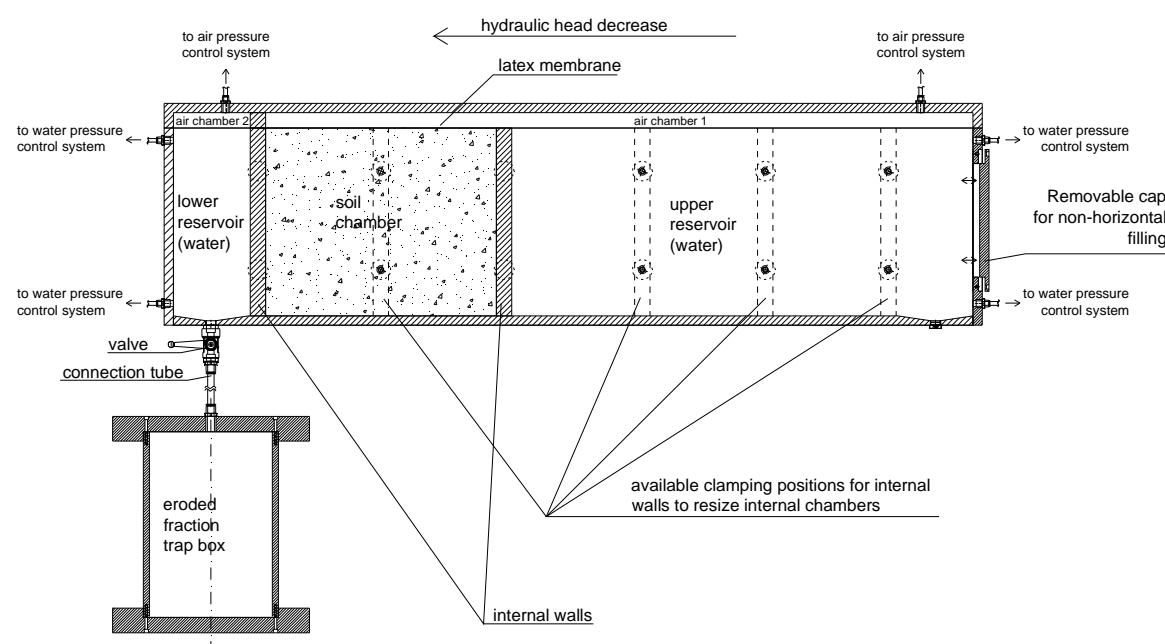 hydraulic head decrease
to air pressure
control system
to air pressure
control system
latex membrane
air chamber 2
air chamber 1
to water pressure
control system
to water pressure
control system
lower
reservoir
(water)
soil
chamber
upper
reservoir
(water)
Removable cap
for non-horizontal
filling
to water pressure
control system
to water pressure
control system
valve
connection tube
available clamping positions for internal
walls to resize internal chambers
eroded
fraction
trap box
internal walls